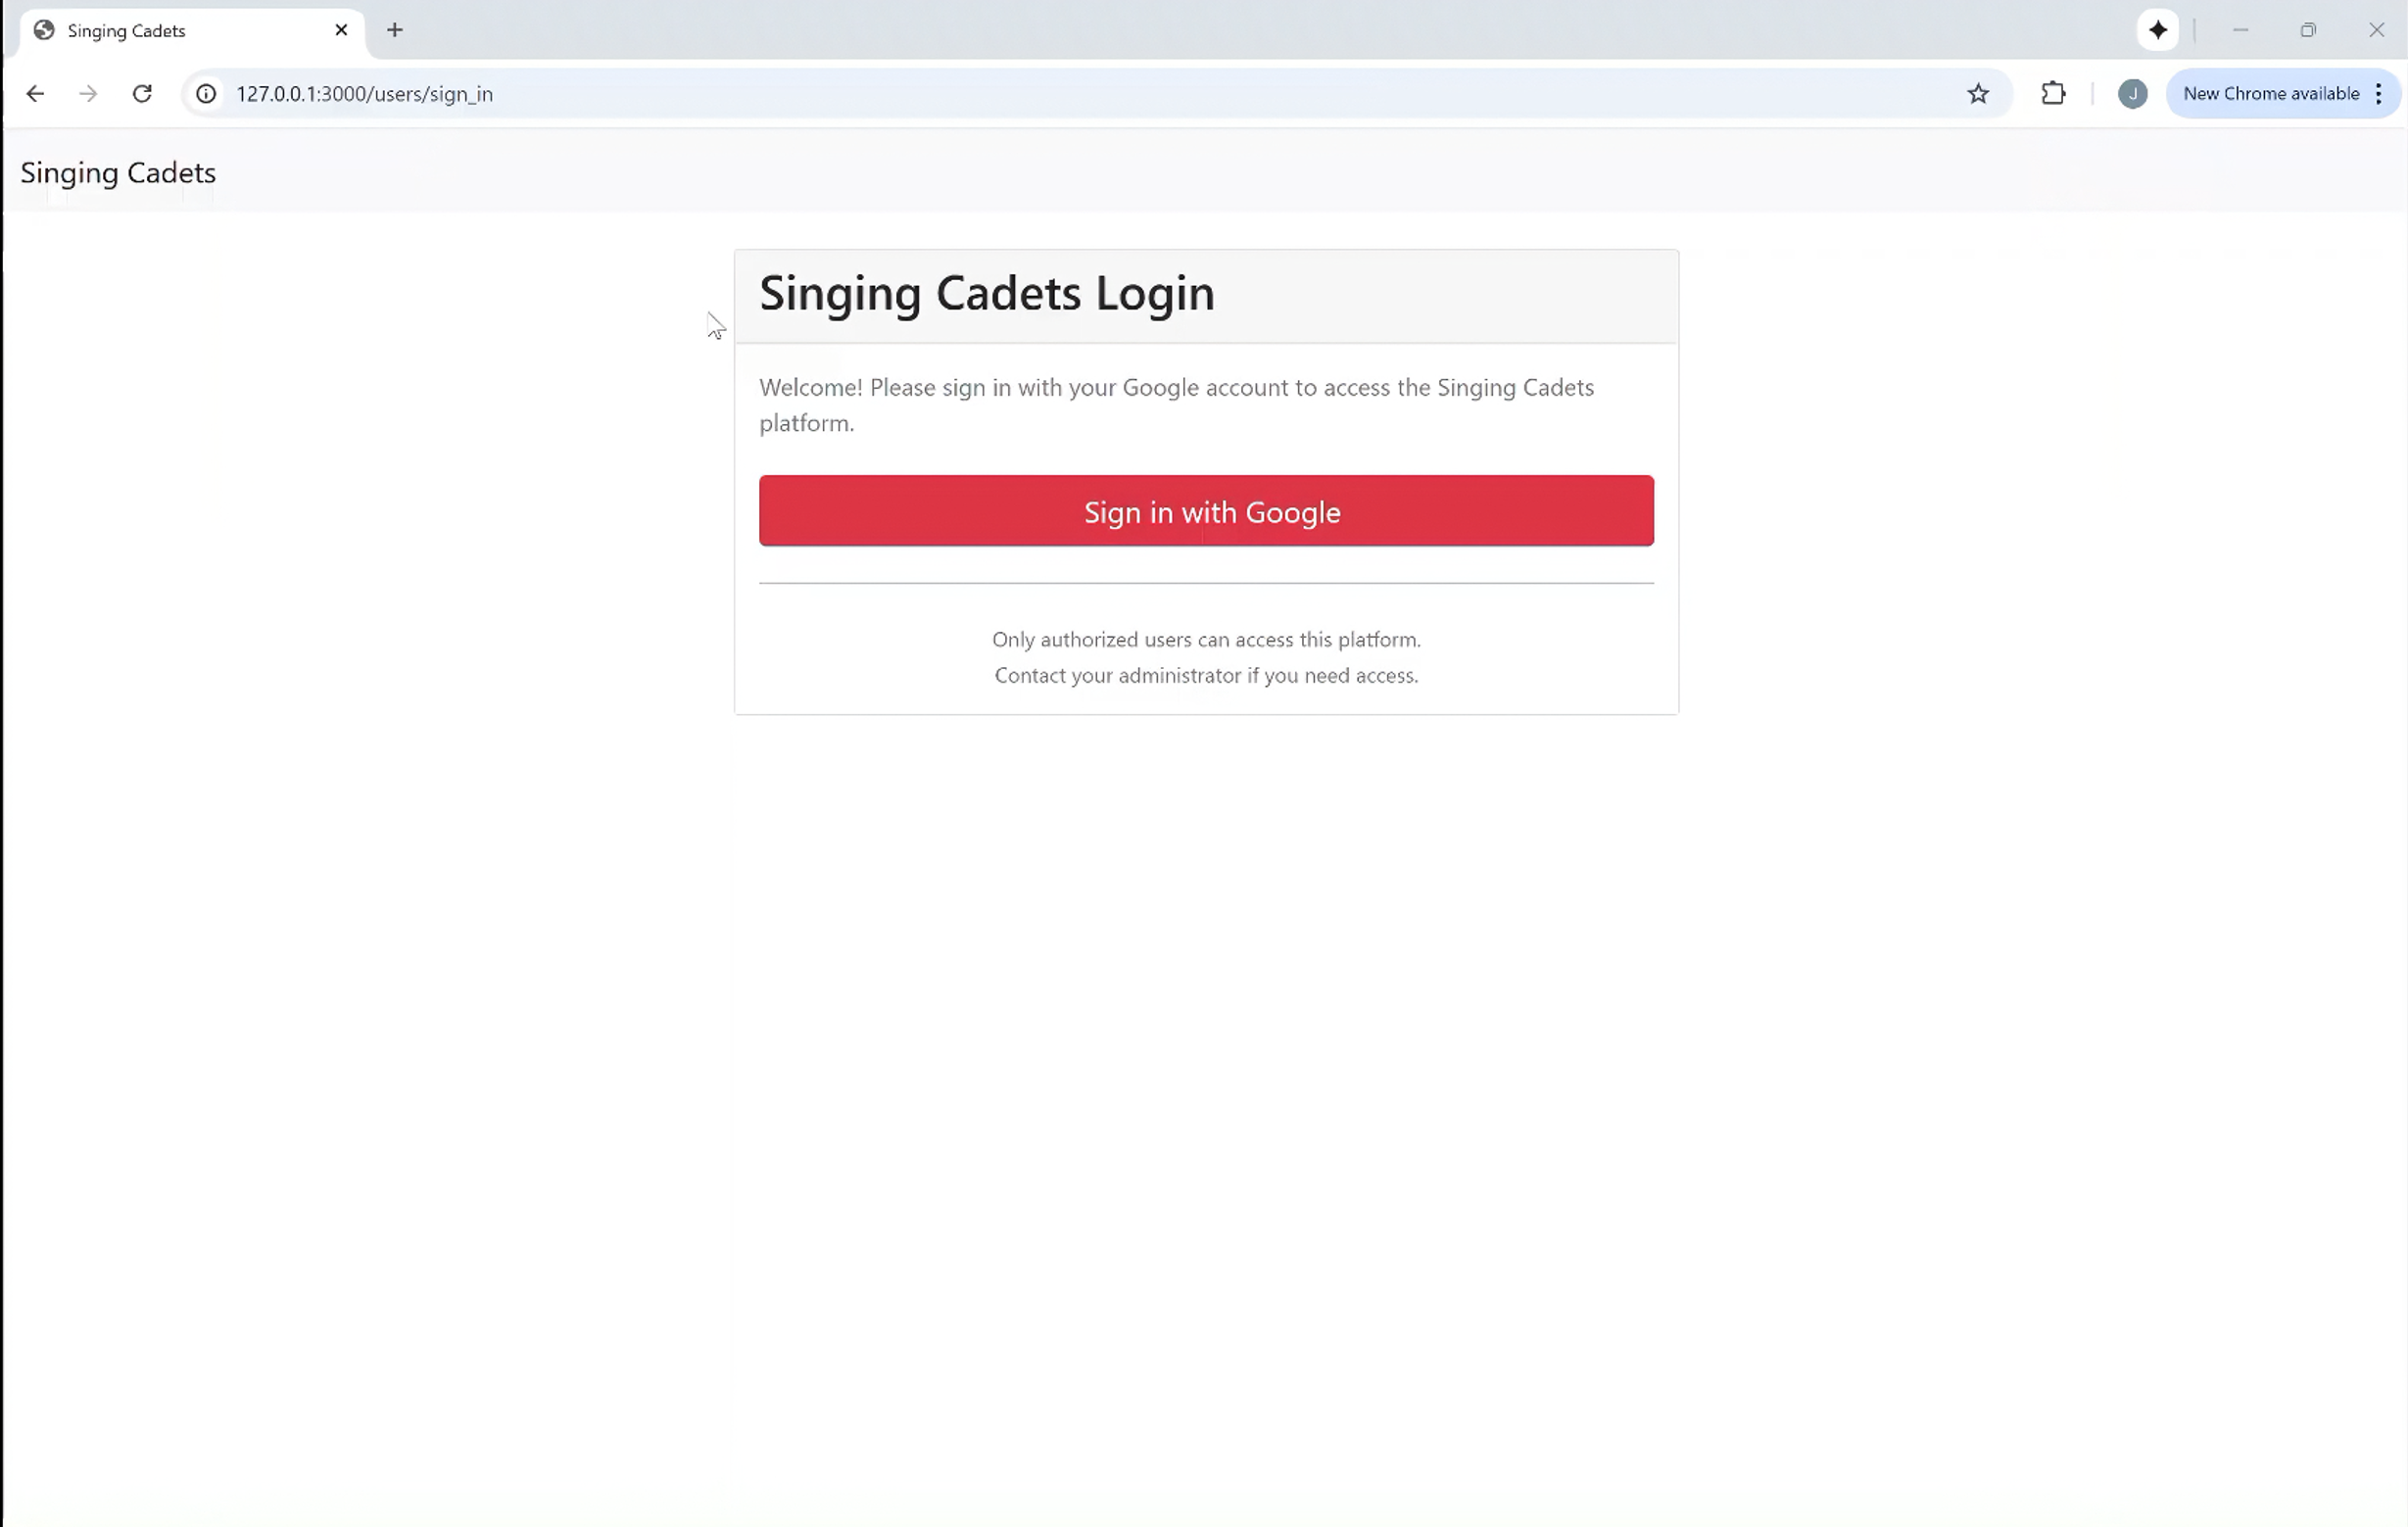 Singing Cadets
127.0.0.1:3000/users/sign_in
J
New Chrome available
Singing Cadets
Singing Cadets Login
Welcome! Please sign in with your Google account to access the Singing Cadets
platform.
Sign in with Google
Only authorized users can access this platform.
Contact your administrator if you need access.